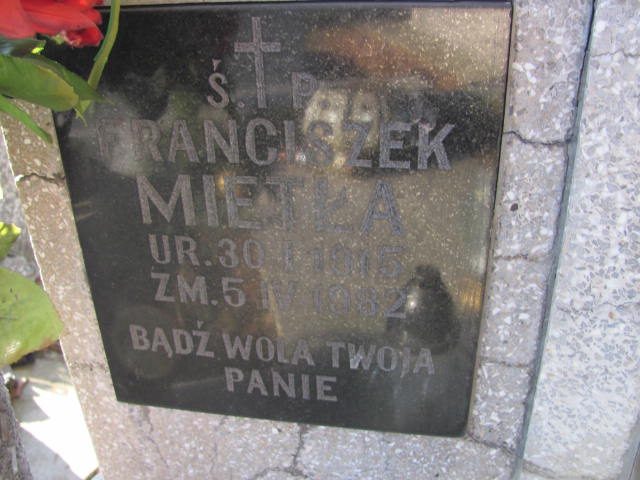 Ś. P.
FRANCISZEK
MIETŁA
UR. 30 I 1915
ZM. 5 IV 1982
BĄDŹ WOLA TWOJA
PANIE